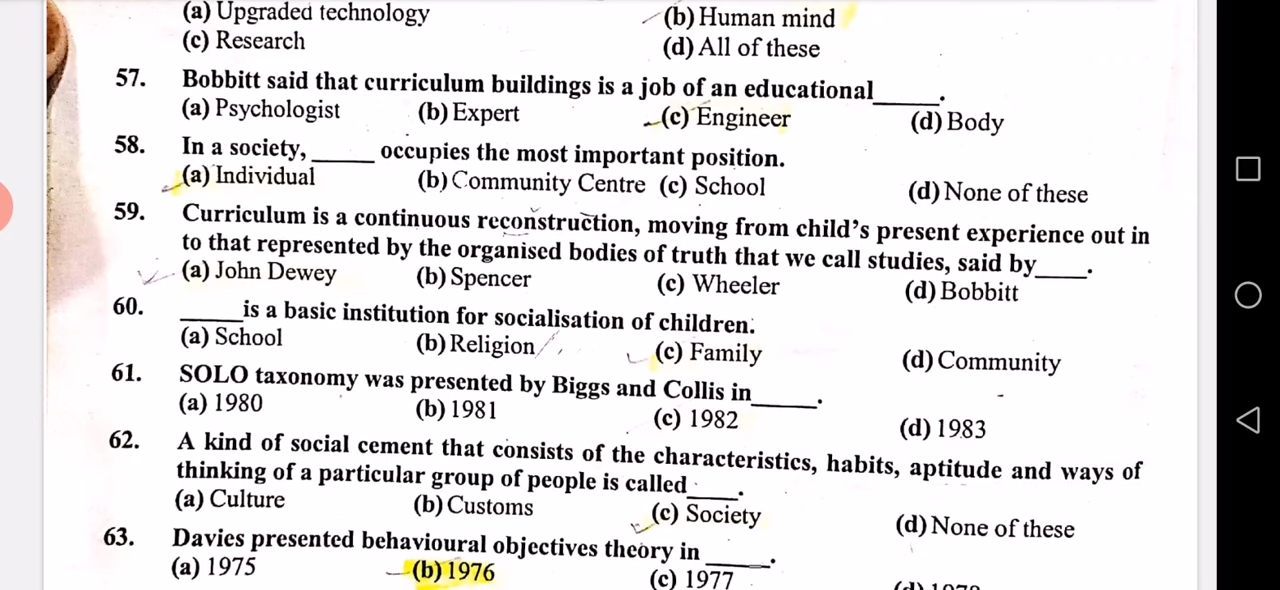 (a) Upgraded technology (b) Human mind
(c) Research (d) All of these
57. Bobbitt said that curriculum buildings is a job of an educational_____.
(a) Psychologist (b) Expert (c) Engineer (d) Body
58. In a society, _____ occupies the most important position.
(a) Individual (b) Community Centre (c) School (d) None of these
59. Curriculum is a continuous reconstruction, moving from child's present experience out in
to that represented by the organised bodies of truth that we call studies, said by____.
(a) John Dewey (b) Spencer (c) Wheeler (d) Bobbitt
60. _____is a basic institution for socialisation of children.
(a) School (b) Religion (c) Family (d) Community
61. SOLO taxonomy was presented by Biggs and Collis in_____.
(a) 1980 (b) 1981 (c) 1982 (d) 1983
62. A kind of social cement that consists of the characteristics, habits, aptitude and ways of
thinking of a particular group of people is called ____.
(a) Culture (b) Customs (c) Society (d) None of these
63. Davies presented behavioural objectives theory in _____.
(a) 1975 (b) 1976 (c) 1977